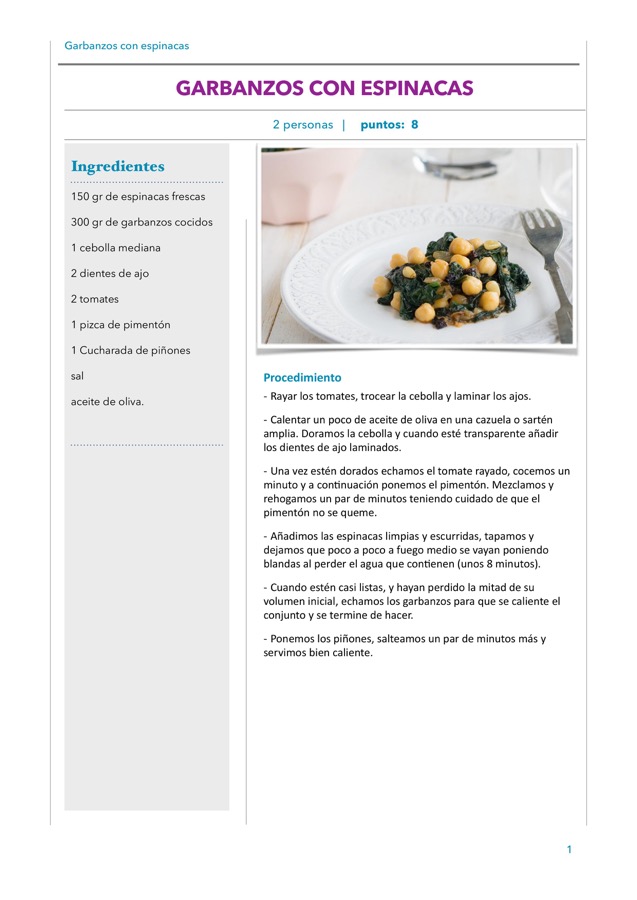 Garbanzos con espinacas
GARBANZOS CON ESPINACAS
2 personas | puntos: 8
Ingredientes
150 gr de espinacas frescas
300 gr de garbanzos cocidos
1 cebolla mediana
2 dientes de ajo
2 tomates
1 pizca de pimentón
1 Cucharada de piñones
sal
aceite de oliva.
Procedimiento
- Rayar los tomates, trocear la cebolla y laminar los ajos.
- Calentar un poco de aceite de oliva en una cazuela o sartén
amplia. Doramos la cebolla y cuando esté transparente añadir
los dientes de ajo laminados.
- Una vez estén dorados echamos el tomate rayado, cocemos un
minuto y a continuación ponemos el pimentón. Mezclamos y
rehogamos un par de minutos teniendo cuidado de que el
pimentón no se queme.
- Añadimos las espinacas limpias y escurridas, tapamos y
dejamos que poco a poco a fuego medio se vayan poniendo
blandas al perder el agua que contienen (unos 8 minutos).
- Cuando estén casi listas, y hayan perdido la mitad de su
volumen inicial, echamos los garbanzos para que se caliente el
conjunto y se termine de hacer.
- Ponemos los piñones, salteamos un par de minutos más y
servimos bien caliente.
1